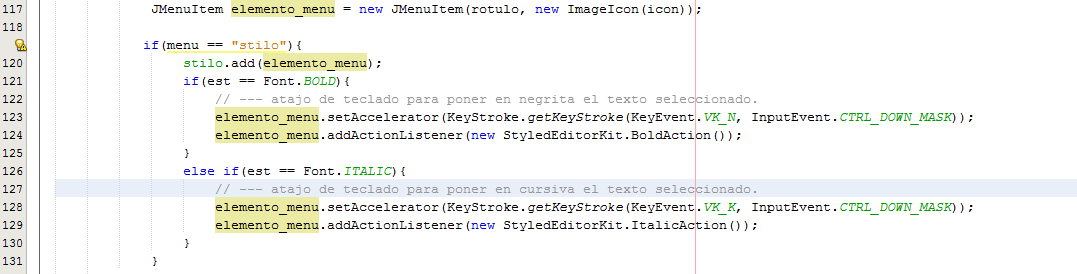 117 JMenuItem elemento_menu = new JMenuItem(rotulo, new ImageIcon(icon));
118
if(menu == "stilo"){
120 stilo.add(elemento_menu);
121 if(est == Font.BOLD){
122 // --- atajo de teclado para poner en negrita el texto seleccionado.
123 elemento_menu.setAccelerator(KeyStroke.getKeyStroke(KeyEvent.VK_N, InputEvent.CTRL_DOWN_MASK));
124 elemento_menu.addActionListener(new StyledEditorKit.BoldAction());
125 }
126 else if(est == Font.ITALIC){
127 // --- atajo de teclado para poner en cursiva el texto seleccionado.
128 elemento_menu.setAccelerator(KeyStroke.getKeyStroke(KeyEvent.VK_K, InputEvent.CTRL_DOWN_MASK));
129 elemento_menu.addActionListener(new StyledEditorKit.ItalicAction());
130 }
131 }